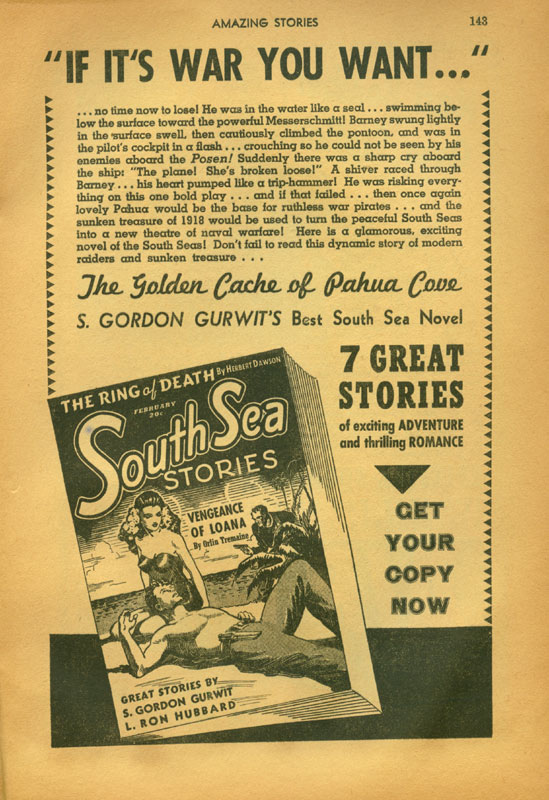 AMAZING STORIES 143
"IF IT'S WAR YOU WANT..."
. . . no time now to lose! He was in the water like a seal . . . swimming be-
low the surface toward the powerful Messerschmitt! Barney swung lightly
in the surface swell, then cautiously climbed the pontoon, and was
in the pilot's cockpit in a flash . . . crouching so he could not be seen by his
enemies aboard the Posen! Suddenly there was a sharp cry aboard
the ship: "The plane! She's broken loose!" A shiver raced through
Barney . . . his heart pumped like a trip-hammer! He was risking every-
thing on this one bold play . . . and if that failed . . . then once again
lovely Pahua would be the base for ruthless war pirates . . . and the
sunken treasure of 1918 would be used to turn the peaceful South Seas
into a new theatre of naval warfare! Here is a glamorous, exciting
novel of the South Seas! Don't fail to read this dynamic story of modern
raiders and sunken treasure . . .
The Golden Cache of Pahua Cove
S. GORDON GURWIT'S Best South Sea Novel
7 GREAT
STORIES
of exciting ADVENTURE
and thrilling ROMANCE
GET
YOUR
COPY
NOW
THE RING of DEATH By HERBERT DAWSON
FEBRUARY
20c
South Sea
STORIES
VENGEANCE
OF LOANA
By Orlin Tremaine
GREAT STORIES BY
S. GORDON GURWIT
L. RON HUBBARD